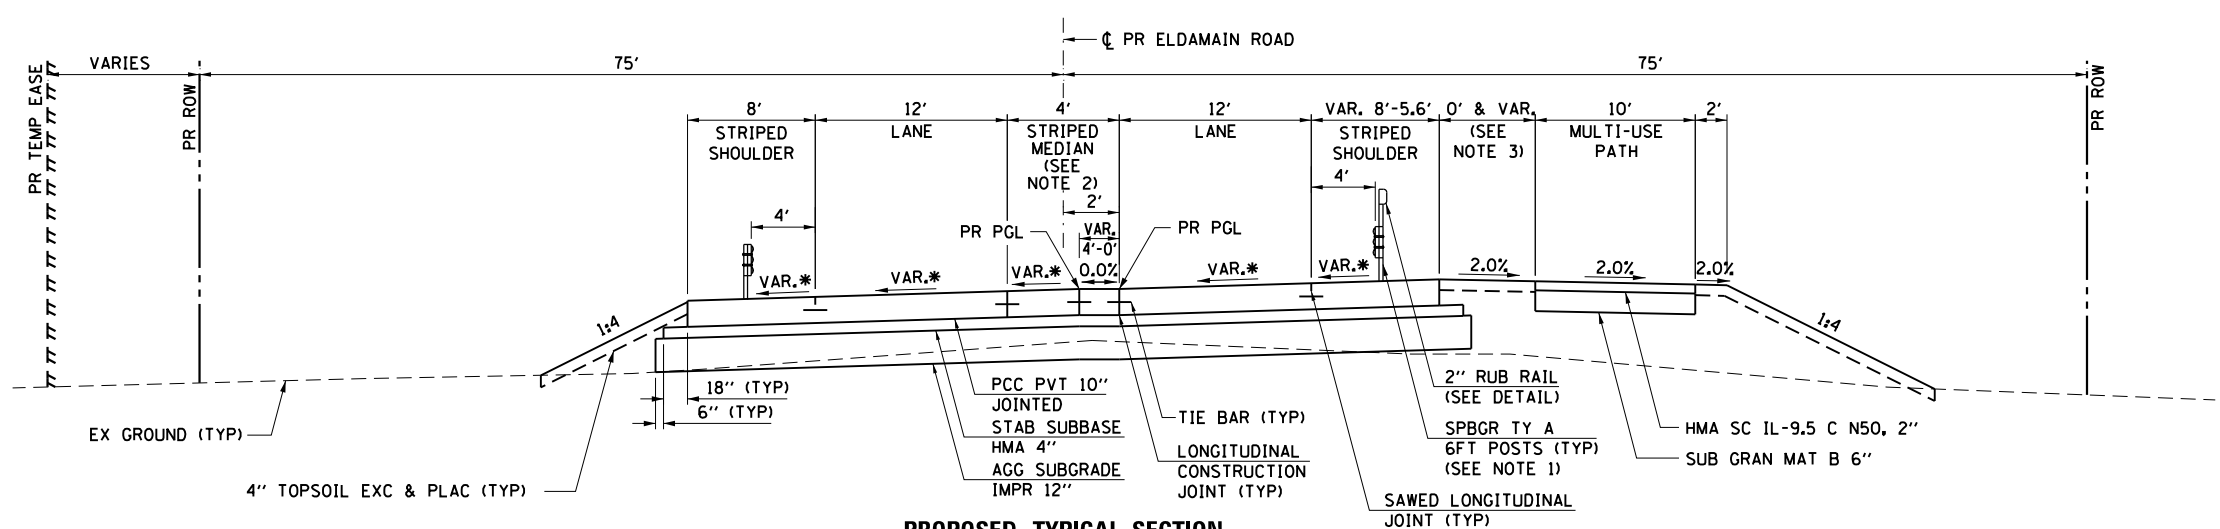 ℄ PR ELDAMAIN ROAD
VARIES
75'
75'
PR TEMP EASE
PR ROW
PR ROW
8'
12'
4'
12'
VAR. 8'-5.6'
0' & VAR.
10'
2'
STRIPED
SHOULDER
LANE
STRIPED
MEDIAN
(SEE
NOTE 2)
LANE
STRIPED
SHOULDER
(SEE
NOTE 3)
MULTI-USE
PATH
4'
2'
4'
PR PGL
VAR.
4'-0'
0.0%
PR PGL
VAR.*
VAR.*
VAR.*
VAR.*
VAR.*
2.0%
2.0%
2.0%
1:4
1:4
18" (TYP)
6" (TYP)
EX GROUND (TYP)
4" TOPSOIL EXC & PLAC (TYP)
PCC PVT 10"
JOINTED
STAB SUBBASE
HMA 4"
AGG SUBGRADE
IMPR 12"
TIE BAR (TYP)
LONGITUDINAL
CONSTRUCTION
JOINT (TYP)
2" RUB RAIL
(SEE DETAIL)
SPBGR TY A
6FT POSTS (TYP)
(SEE NOTE 1)
SAWED LONGITUDINAL
JOINT (TYP)
HMA SC IL-9.5 C N50, 2"
SUB GRAN MAT B 6"
PROPOSED TYPICAL SECTION